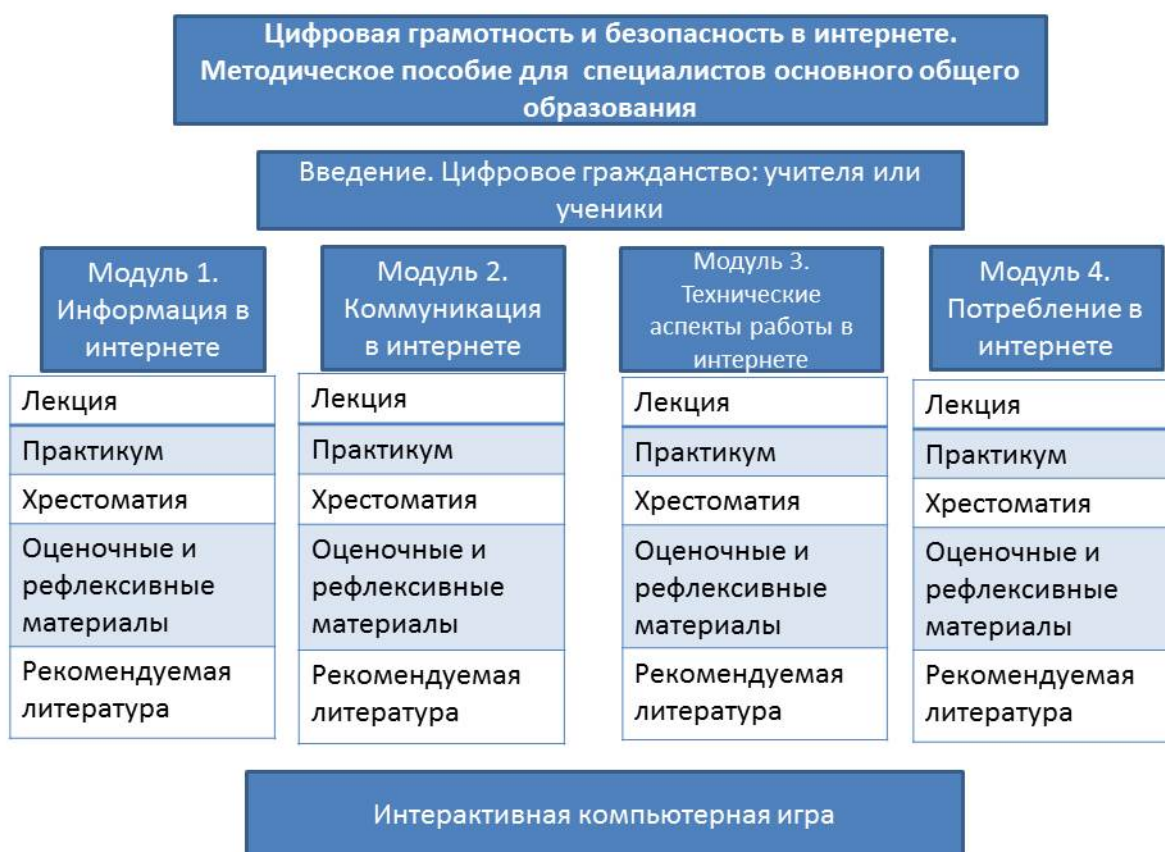 Цифровая грамотность и безопасность в интернете.
Методическое пособие для специалистов основного общего
образования
Введение. Цифровое гражданство: учителя или
ученики
Модуль 1.
Информация в
интернете
Лекция
Практикум
Хрестоматия
Оценочные и
рефлексивные
материалы
Рекомендуемая
литература
Модуль 2.
Коммуникация
в интернете
Лекция
Практикум
Хрестоматия
Оценочные и
рефлексивные
материалы
Рекомендуемая
литература
Модуль 3.
Технические
аспекты работы в
интернете
Лекция
Практикум
Хрестоматия
Оценочные и
рефлексивные
материалы
Рекомендуемая
литература
Модуль 4.
Потребление в
интернете
Лекция
Практикум
Хрестоматия
Оценочные и
рефлексивные
материалы
Рекомендуемая
литература
Интерактивная компьютерная игра